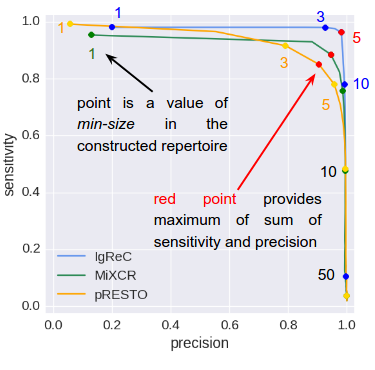 1.0
0.8
0.6
0.4
0.2
0.0
sensitivity
1
1
1
3
5
3
5
10
10
50
point is a value of
min-size in the
constructed repertoire
red point provides
maximum of sum of
sensitivity and precision
IgReC
MiXCR
pRESTO
0.0 0.2 0.4 0.6 0.8 1.0
precision